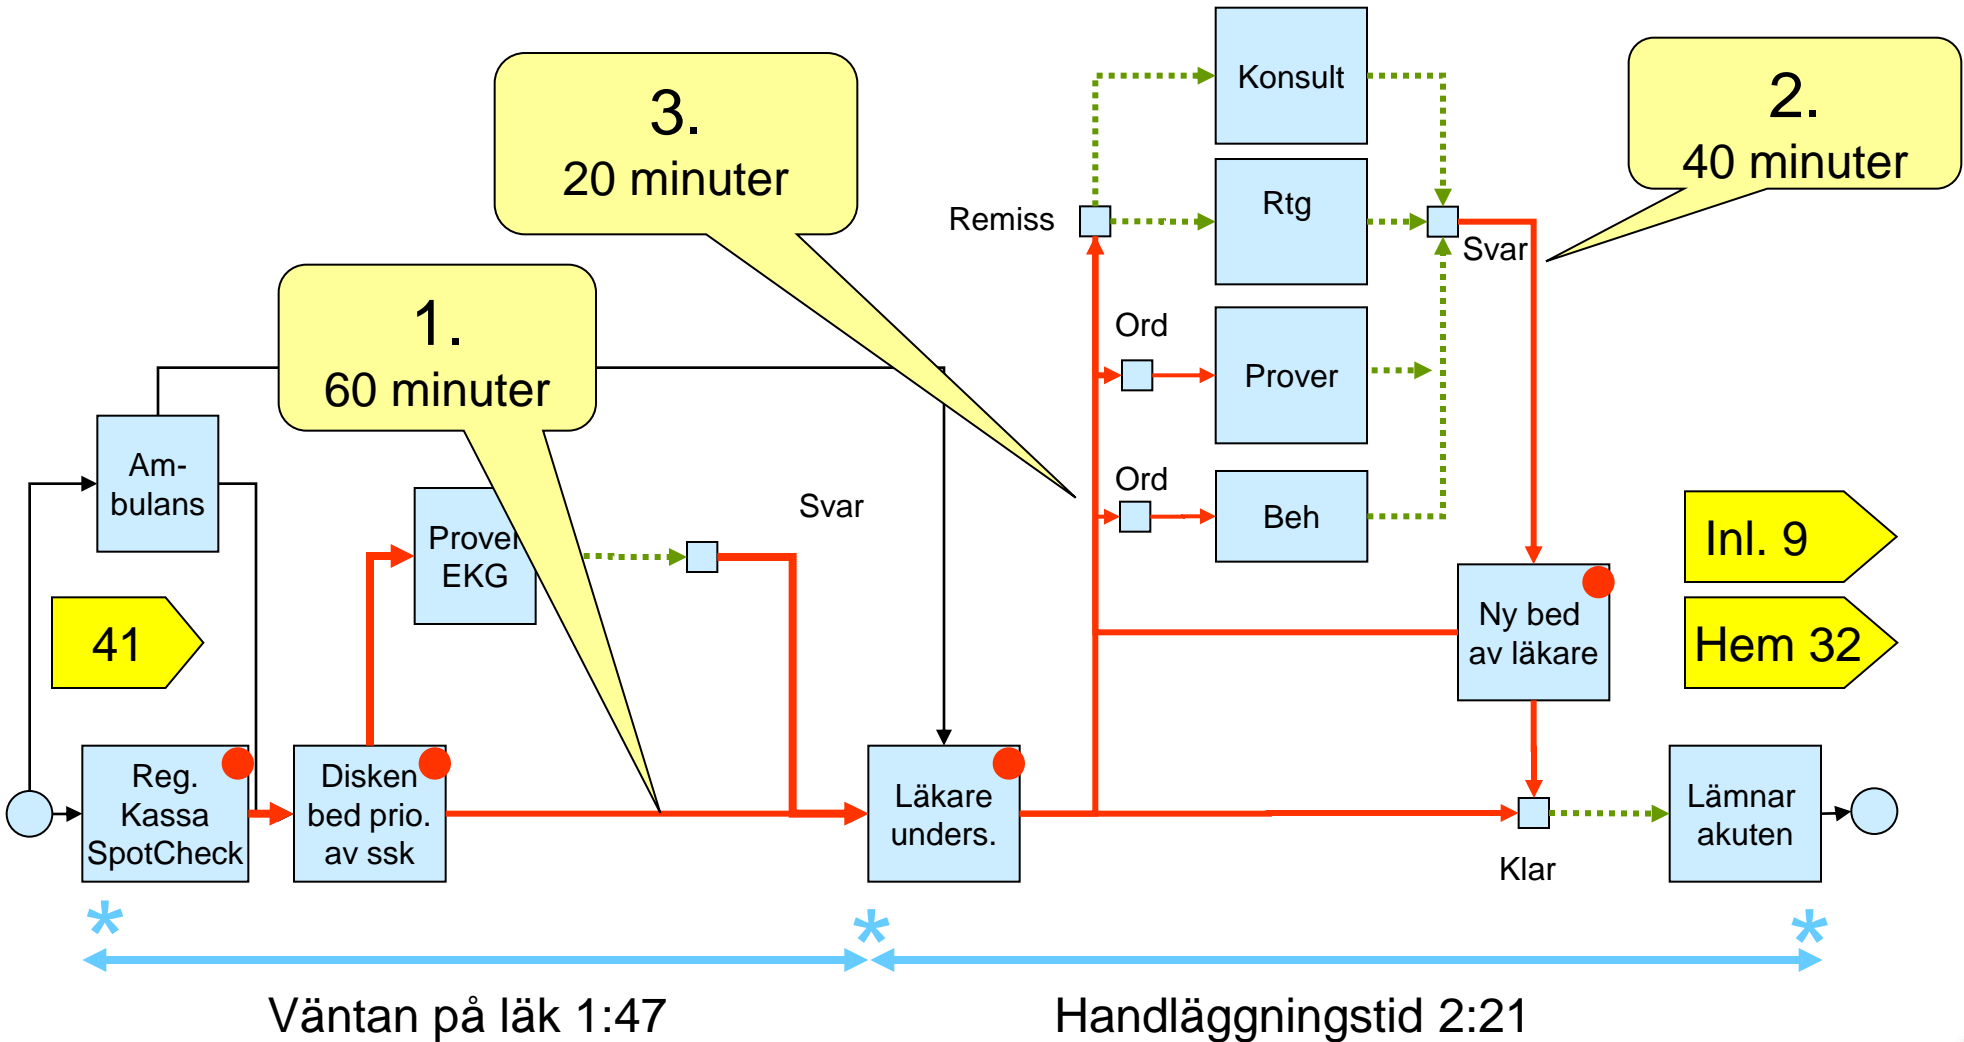 Konsult
3.
20 minuter
2.
40 minuter
Remiss
Rtg
Svar
1.
60 minuter
Ord
Prover
Am-
bulans
Ord
Beh
Svar
Prover
EKG
Inl. 9
41
Ny bed
av läkare
Hem 32
Reg.
Kassa
SpotCheck
Disken
bed prio.
av ssk
Läkare
unders.
Klar
Lämnar
akuten
* * *
Väntan på läk 1:47
Handläggningstid 2:21